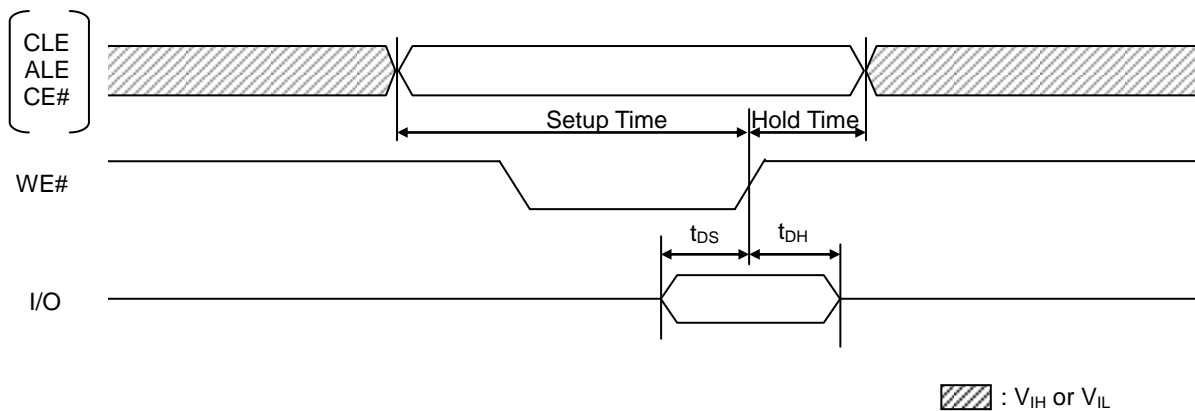 CLE
ALE
CE#
Setup Time
Hold Time
WE#
tDS
tDH
I/O
: VIH or VIL